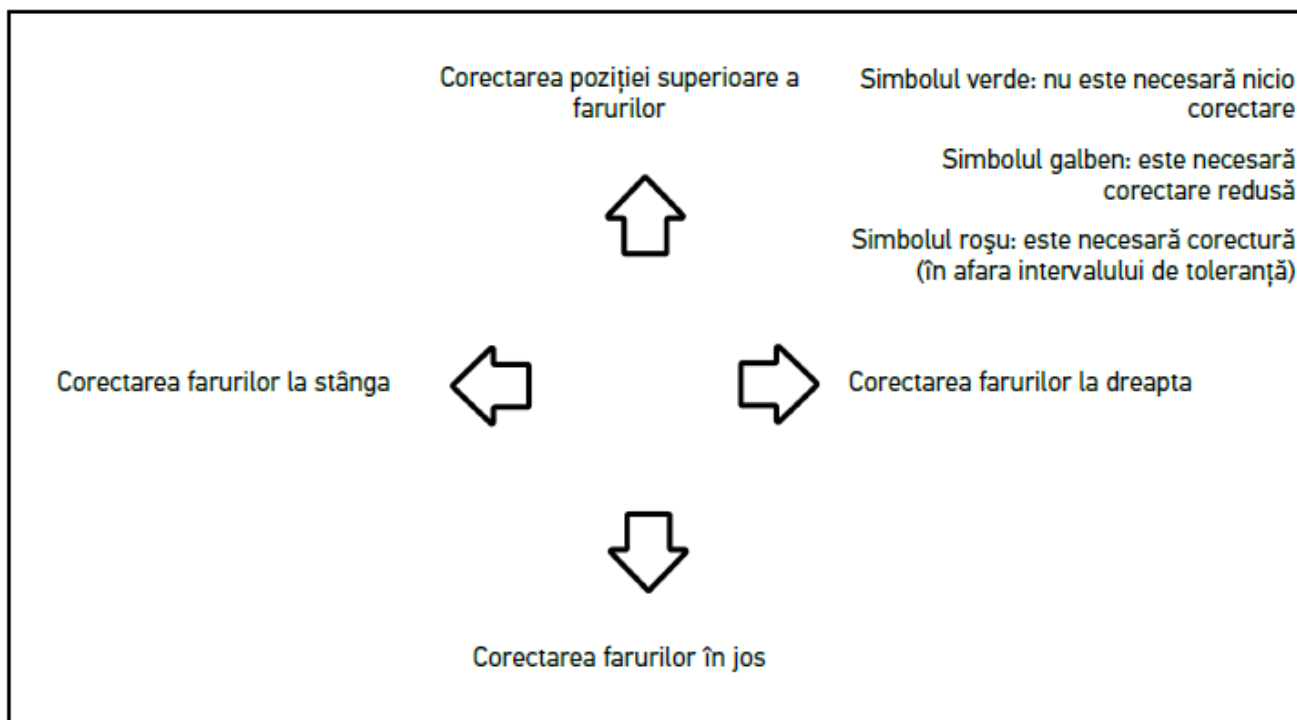 Corectarea poziției superioare a
farurilor
Simbolul verde: nu este necesară nicio
corectare
Simbolul galben: este necesară
corectare redusă
Simbolul roşu: este necesară corectură
(în afara intervalului de toleranță)
Corectarea farurilor la stânga
Corectarea farurilor la dreapta
Corectarea farurilor în jos